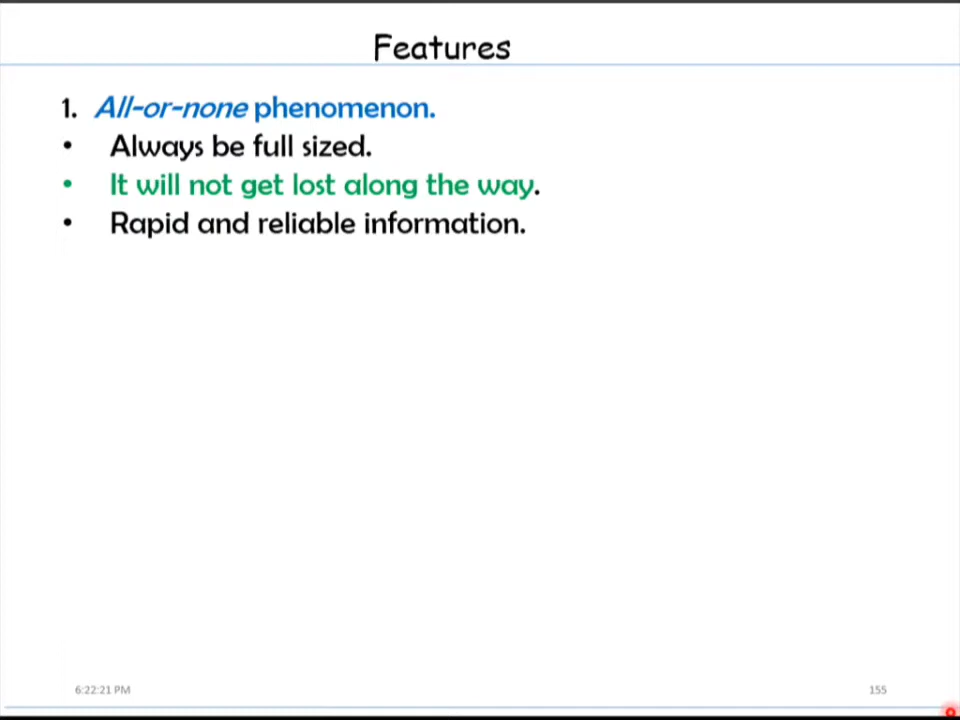 Features
1. All-or-none phenomenon.
• Always be full sized.
• It will not get lost along the way.
• Rapid and reliable information.
6:22:21 PM
155